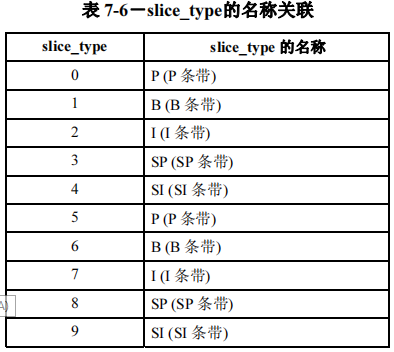 表 7-6－slice_type的名称关联
slice_type slice_type 的名称
0 P (P 条带)
1 B (B 条带)
2 I (I 条带)
3 SP (SP 条带)
4 SI (SI 条带)
5 P (P 条带)
6 B (B 条带)
7 I (I 条带)
A) 8 SP (SP 条带)
9 SI (SI 条带)